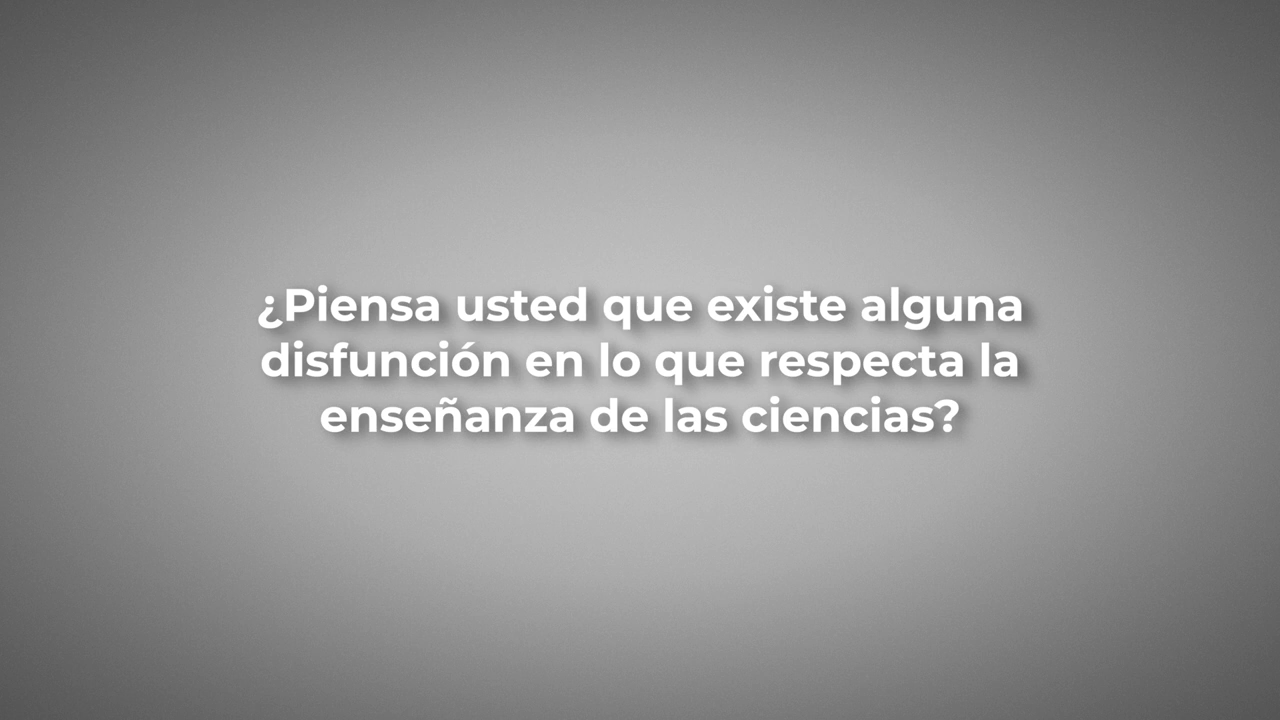 ¿Piensa usted que existe alguna
disfunción en lo que respecta la
enseñanza de las ciencias?